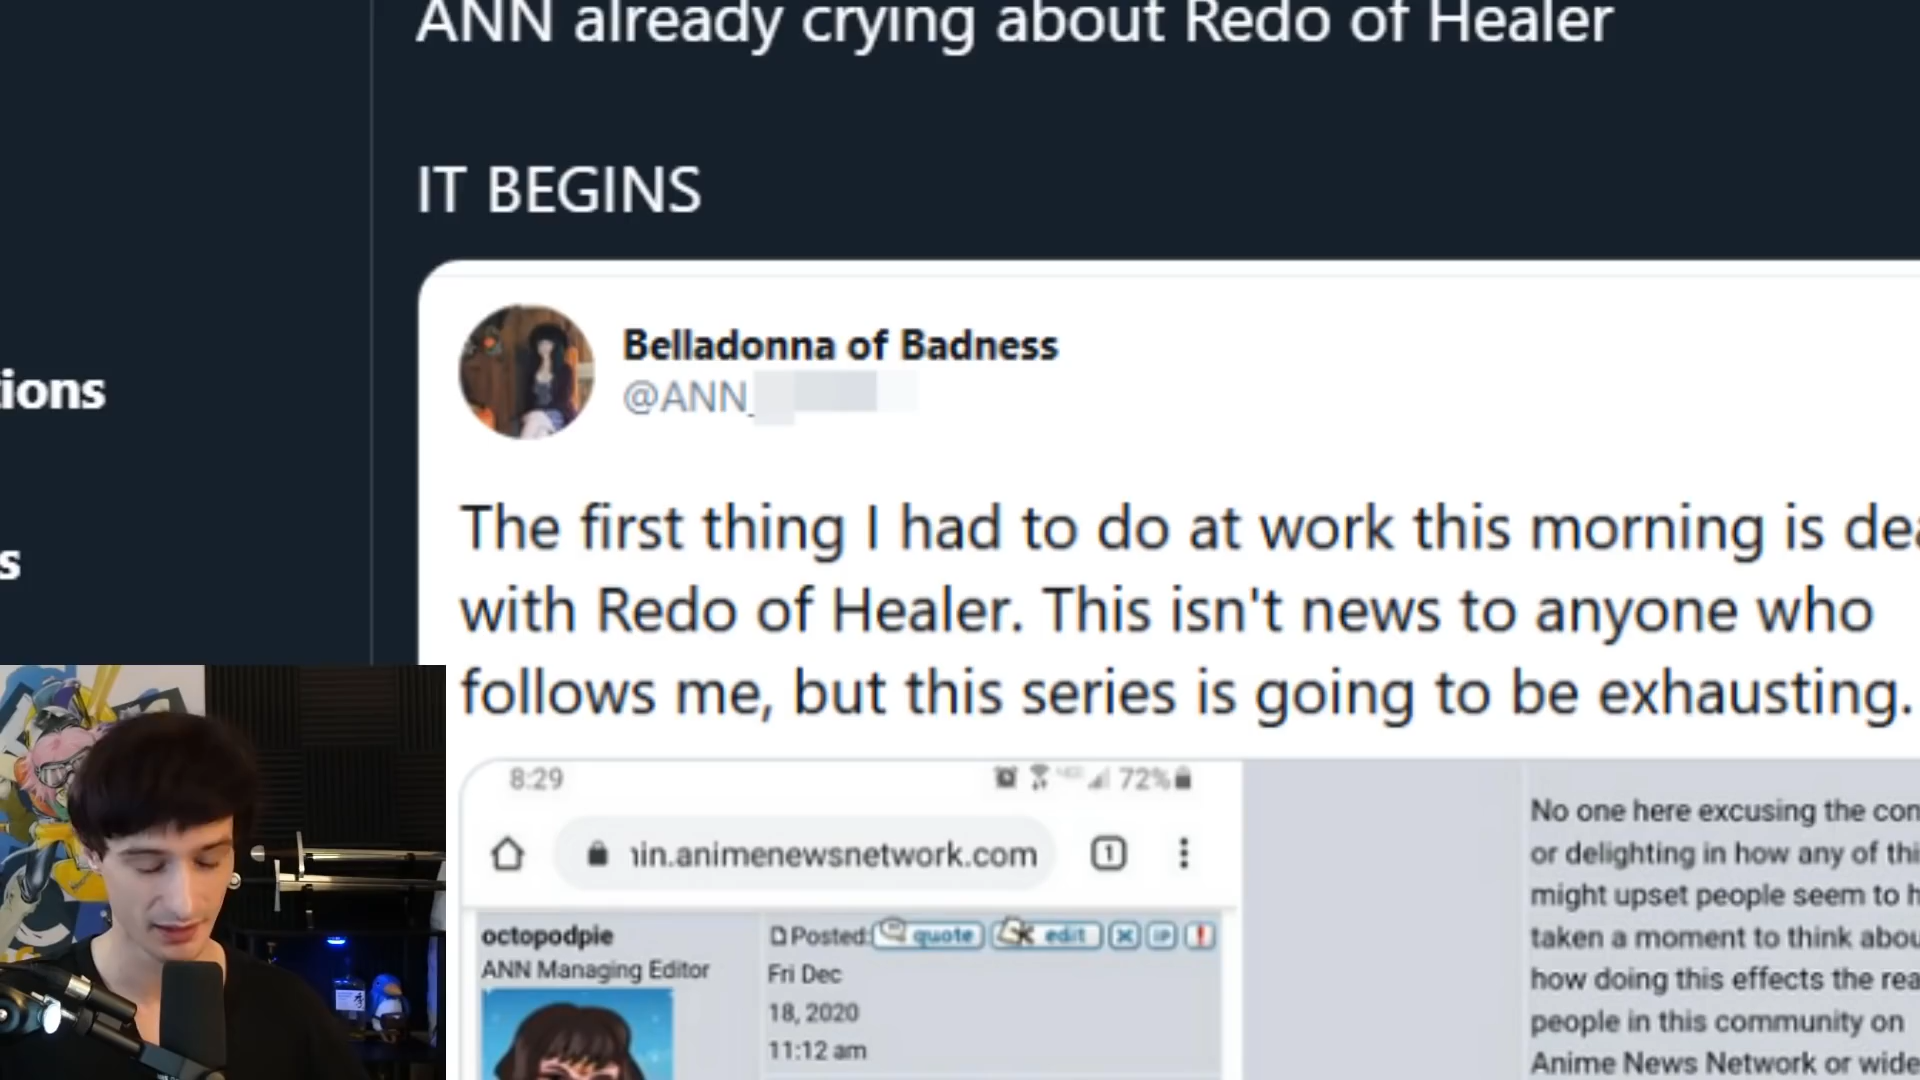 ANN already crying about Redo of Healer
IT BEGINS
tions
s
Belladonna of Badness
@ANN_
The first thing I had to do at work this morning is dea
with Redo of Healer. This isn't news to anyone who
follows me, but this series is going to be exhausting.
8:29
72%
nin.animenewsnetwork.com
1
octopodpie
ANN Managing Editor
Posted:
quote
edit
IP
Fri Dec
18, 2020
11:12 am
No one here excusing the con
or delighting in how any of thi
might upset people seem to h
taken a moment to think abou
how doing this effects the rea
people in this community on
Anime News Network or wide